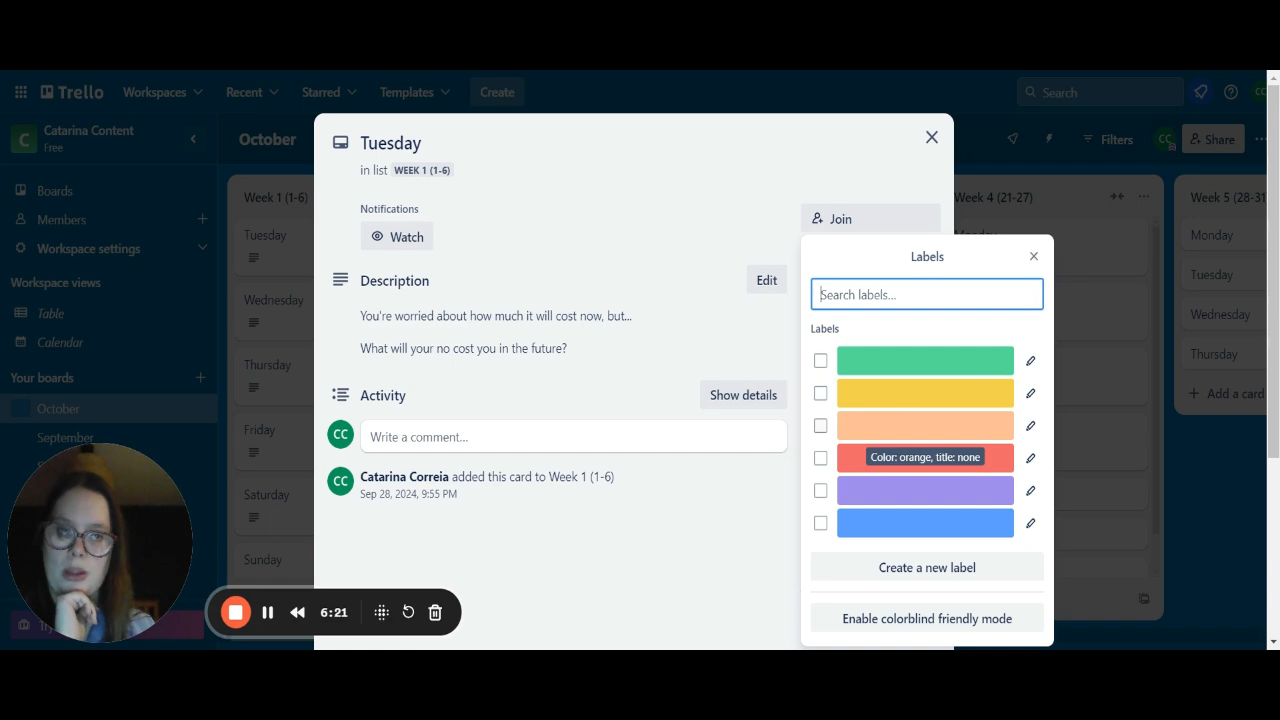 Trello Workspaces Recent Starred Templates Create Search CC
C Catarina Content
Free
October
Filters CC Share
Boards
Members
Workspace settings
Workspace views
Table
Calendar
Your boards
October
September
Week 1 (1-6)
Tuesday
Wednesday
Thursday
Friday
Saturday
Sunday
Tuesday
in list WEEK 1 (1-6)
Notifications
Watch
Description Edit
You're worried about how much it will cost now, but...
What will your no cost you in the future?
Activity Show details
CC Write a comment...
CC Catarina Correia added this card to Week 1 (1-6)
Sep 28, 2024, 9:55 PM
6:21
Join
Labels
Search labels...
Labels
Color: orange, title: none
Create a new label
Enable colorblind friendly mode
Week 4 (21-27)
Week 5 (28-31
Monday
Tuesday
Wednesday
Thursday
Add a card